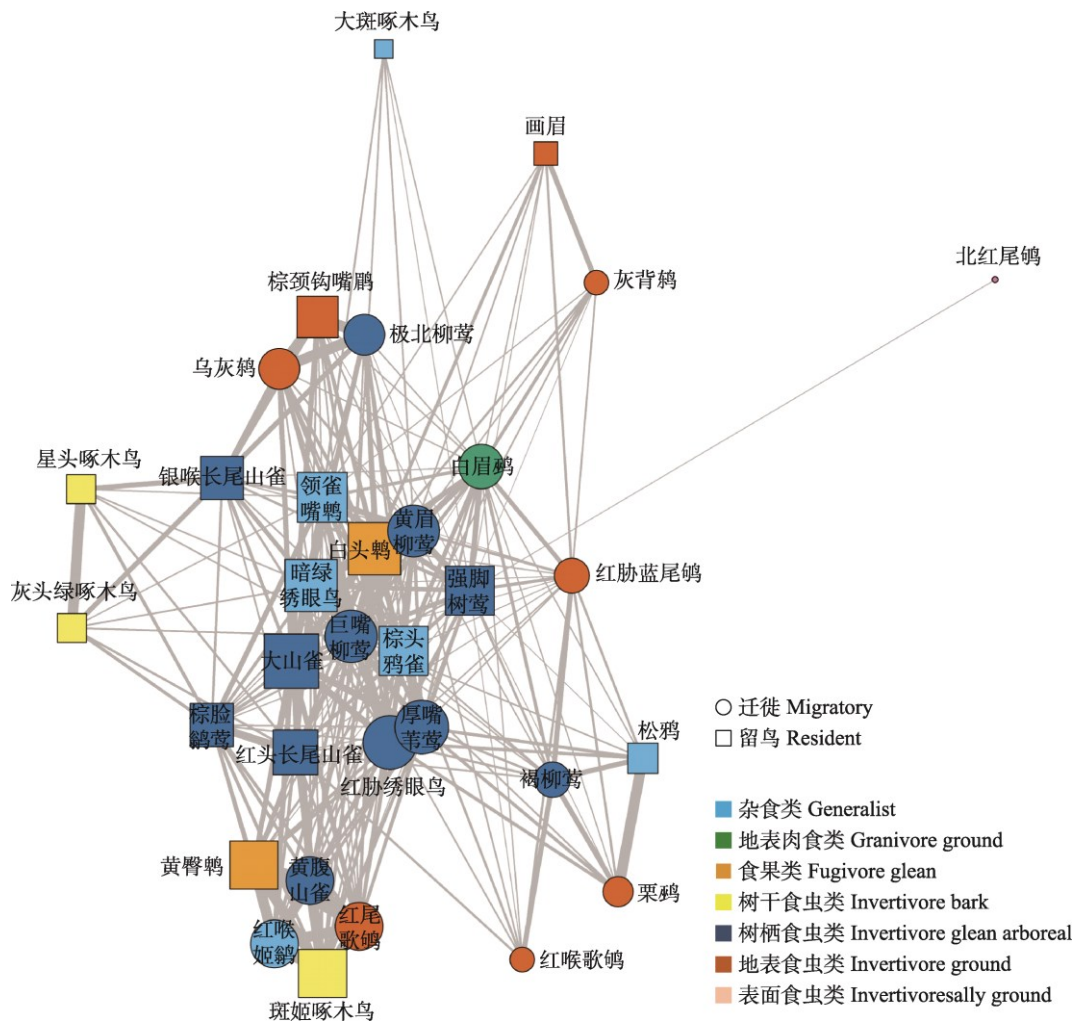 大斑啄木鸟
画眉
北红尾鸲
棕颈钩嘴鹛
灰背鸫
极北柳莺
乌灰鸫
星头啄木鸟
银喉长尾山雀
白眉鹀
领雀
嘴鹎
黄眉
柳莺
白头鹎
暗绿
绣眼鸟
强脚
树莺
红胁蓝尾鸲
灰头绿啄木鸟
巨嘴
柳莺
棕头
鸦雀
大山雀
棕脸
鹟莺
红头长尾山雀
厚嘴
苇莺
红胁绣眼鸟
松鸦
褐柳莺
黄臀鹎
黄腹
山雀
栗鹀
红喉
姬鹟
红尾
歌鸲
红喉歌鸲
斑姬啄木鸟
迁徙 Migratory
留鸟 Resident
杂食类 Generalist
地表肉食类 Granivore ground
食果类 Fugivore glean
树干食虫类 Invertivore bark
树栖食虫类 Invertivore glean arboreal
地表食虫类 Invertivore ground
表面食虫类 Invertivoresally ground